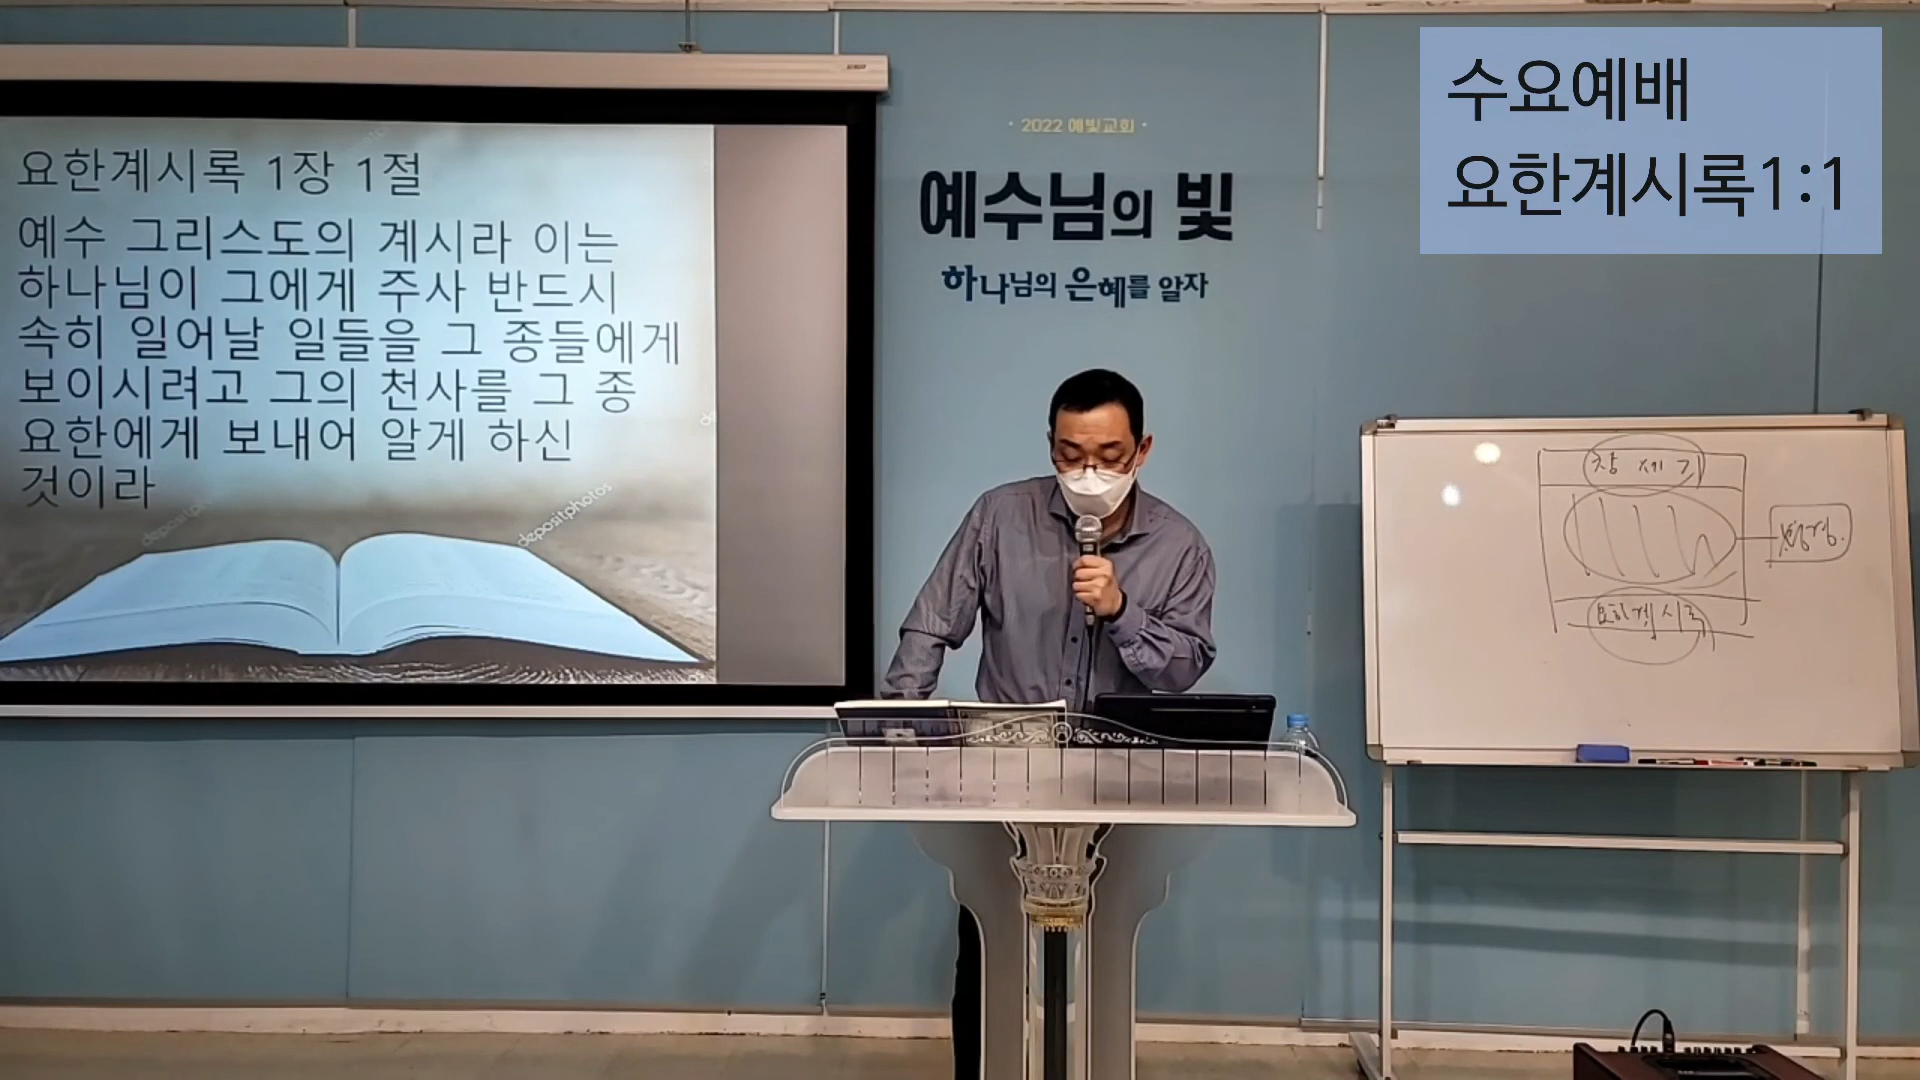 수요예배
요한계시록1:1
요한계시록 1장 1절
예수 그리스도의 계시라 이는
하나님이 그에게 주사 반드시
속히 일어날 일들을 그 종들에게
보이시려고 그의 천사를 그 종
요한에게 보내어 알게 하신
것이라
depositphotos
· 2022 예빛교회 ·
예수님의 빛
하나님의 은혜를 알자
창세기
요한계시록